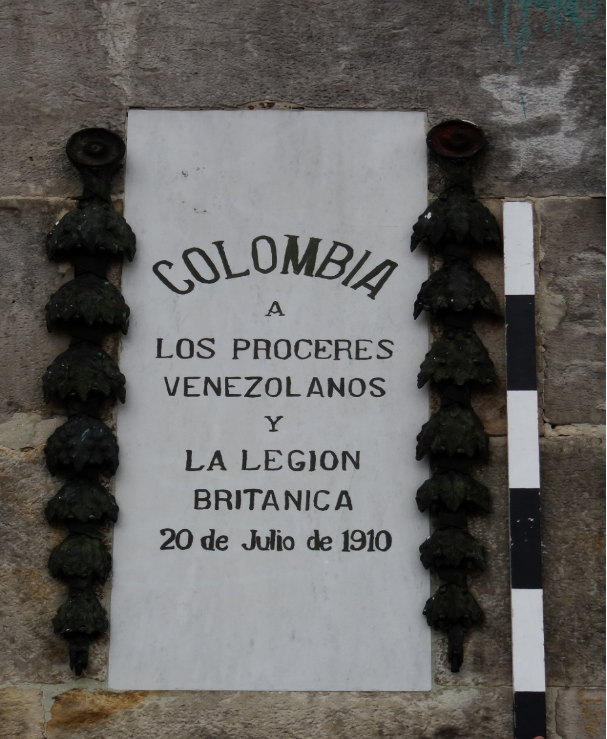 COLOMBIA
A
LOS PROCERES
VENEZOLANOS
Y
LA LEGION
BRITANICA
20 de Julio de 1910